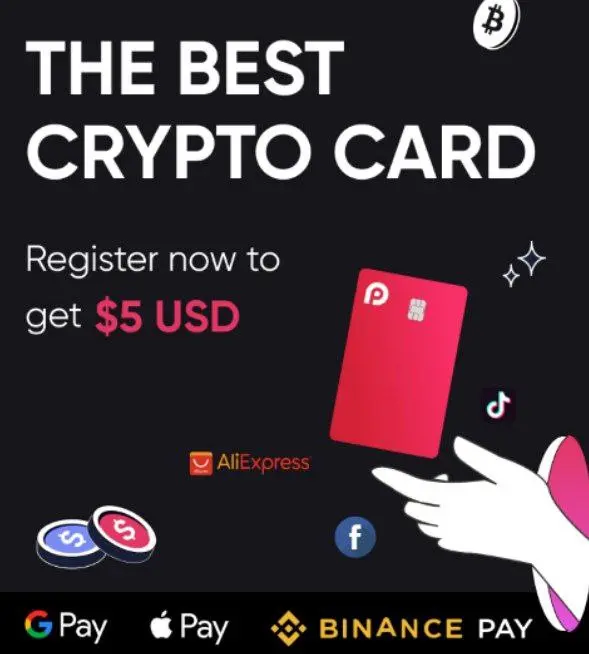 THE BEST
CRYPTO CARD
Register now to
get $5 USD
AliExpress
G Pay
Pay
BINANCE PAY